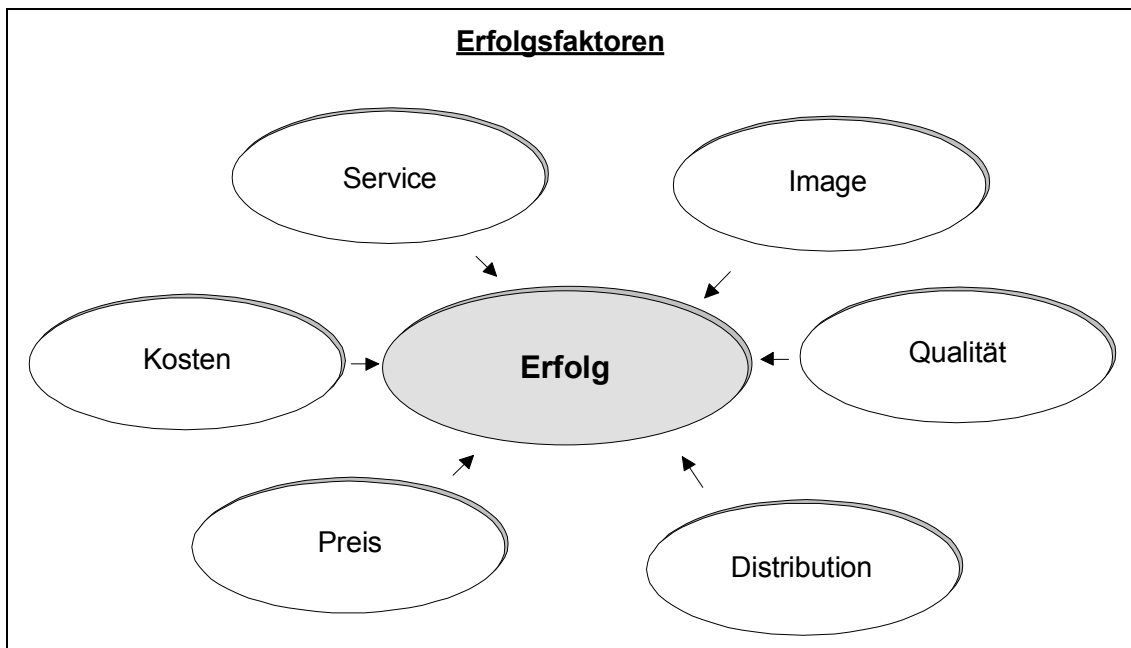 Erfolgsfaktoren
Service
Image
Kosten
Erfolg
Qualität
Preis
Distribution